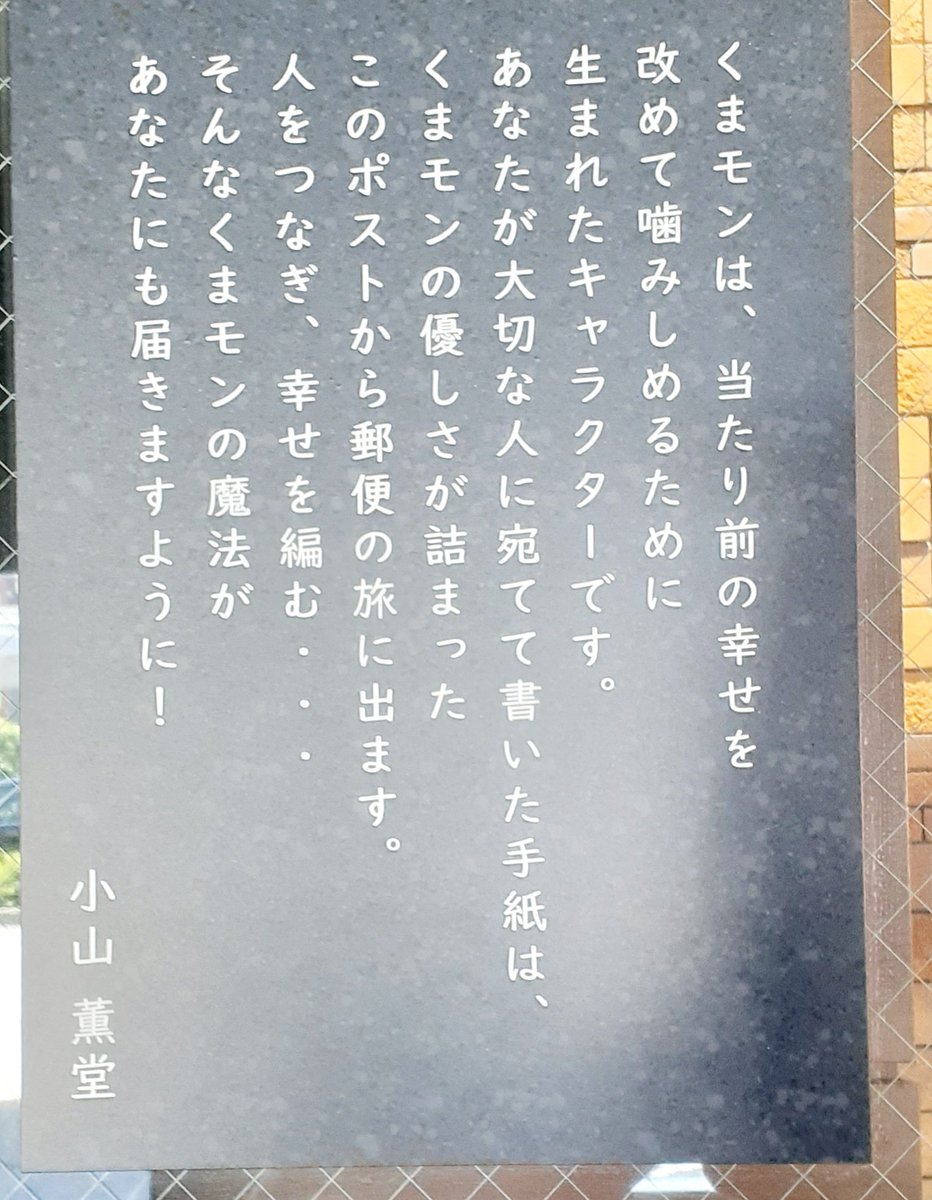 くまモンは、当たり前の幸せを
改めて噛みしめるために
生まれたキャラクターです。
あなたが大切な人に宛てて書いた手紙は、
くまモンの優しさが詰まった
このポストから郵便の旅に出ます。
人をつなぎ、幸せを編む・・・
そんなくまモンの魔法が
あなたにも届きますように！
小山 薫堂